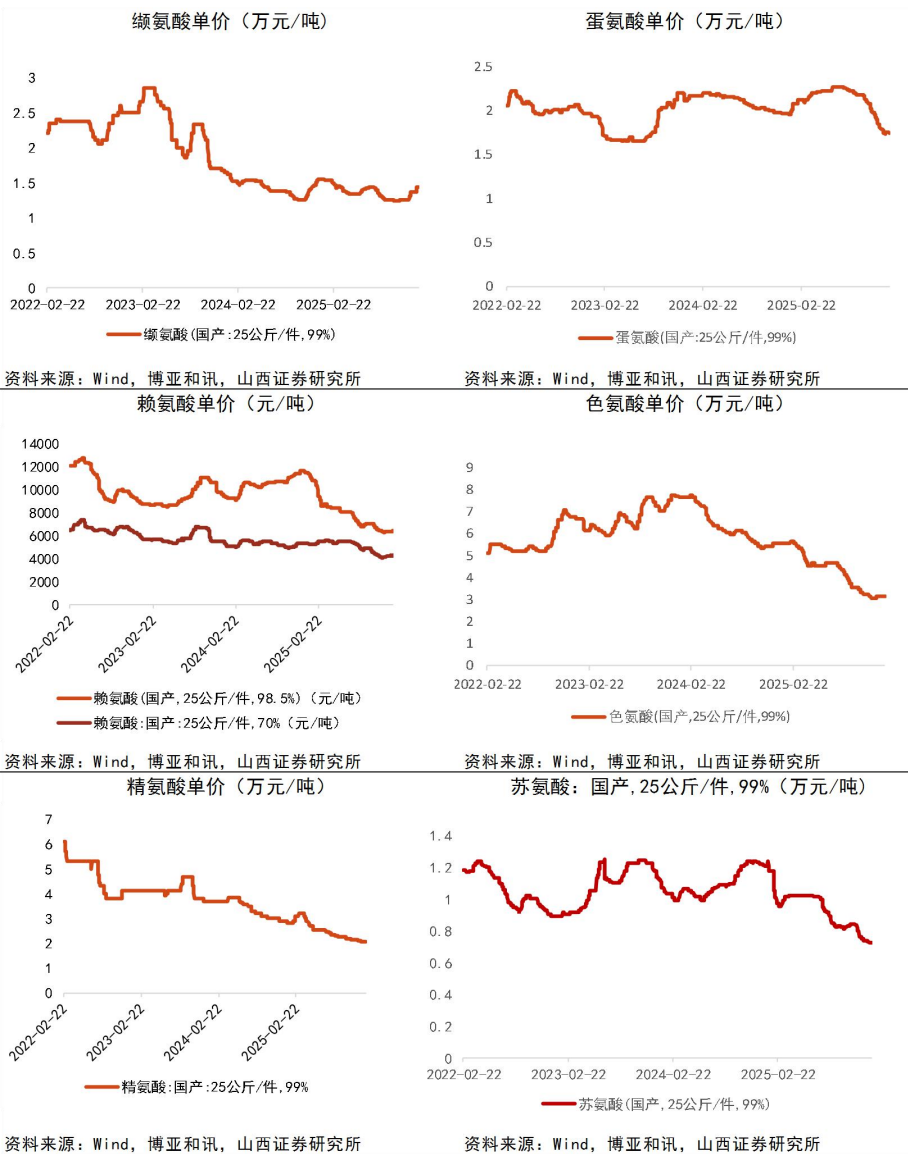 缬氨酸单价（万元/吨）
3
2.5
2
1.5
1
0.5
0
2022-02-22 2023-02-22 2024-02-22 2025-02-22
缬氨酸(国产:25公斤/件,99%)
资料来源：Wind，博亚和讯，山西证券研究所
蛋氨酸单价（万元/吨）
2.5
2
1.5
1
0.5
0
2022-02-22 2023-02-22 2024-02-22 2025-02-22
蛋氨酸(国产:25公斤/件,99%)
资料来源：Wind，博亚和讯，山西证券研究所
赖氨酸单价（元/吨）
14000
12000
10000
8000
6000
4000
2000
0
2022-02-22 2023-02-22 2024-02-22 2025-02-22
赖氨酸(国产,25公斤/件,98.5%)（元/吨）
赖氨酸:国产:25公斤/件,70%（元/吨）
资料来源：Wind，博亚和讯，山西证券研究所
色氨酸单价（万元/吨）
9
8
7
6
5
4
3
2
1
0
2022-02-22 2023-02-22 2024-02-22 2025-02-22
色氨酸(国产,25公斤/件,99%)
资料来源：Wind，博亚和讯，山西证券研究所
精氨酸单价（万元/吨）
7
6
5
4
3
2
1
0
2022-02-22 2023-02-22 2024-02-22 2025-02-22
精氨酸:国产:25公斤/件,99%
资料来源：Wind，博亚和讯，山西证券研究所
苏氨酸：国产,25公斤/件,99%（万元/吨）
1.4
1.2
1
0.8
0.6
0.4
0.2
0
2022-02-22 2023-02-22 2024-02-22 2025-02-22
苏氨酸(国产,25公斤/件,99%)
资料来源：Wind，博亚和讯，山西证券研究所